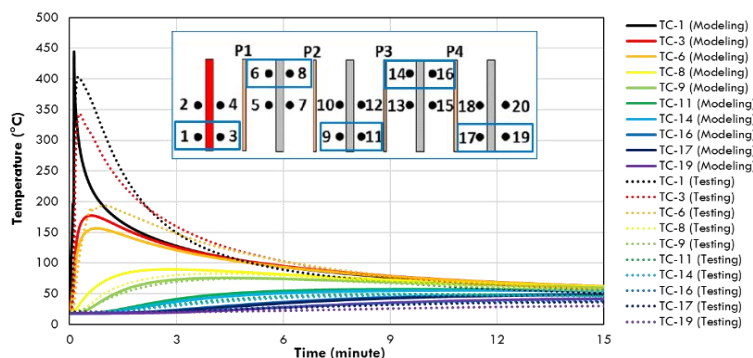 500
450
400
350
300
250
200
150
100
50
0
Temperature (°C)
0
3
6
9
12
15
Time (minute)
P1 P2 P3 P4
6 8 14 16
2 4 5 7 10 12 13 15 18 20
1 3 9 11 17 19
TC-1 (Modeling)
TC-3 (Modeling)
TC-6 (Modeling)
TC-8 (Modeling)
TC-9 (Modeling)
TC-11 (Modeling)
TC-14 (Modeling)
TC-16 (Modeling)
TC-17 (Modeling)
TC-19 (Modeling)
TC-1 (Testing)
TC-3 (Testing)
TC-6 (Testing)
TC-8 (Testing)
TC-9 (Testing)
TC-11 (Testing)
TC-14 (Testing)
TC-16 (Testing)
TC-17 (Testing)
TC-19 (Testing)